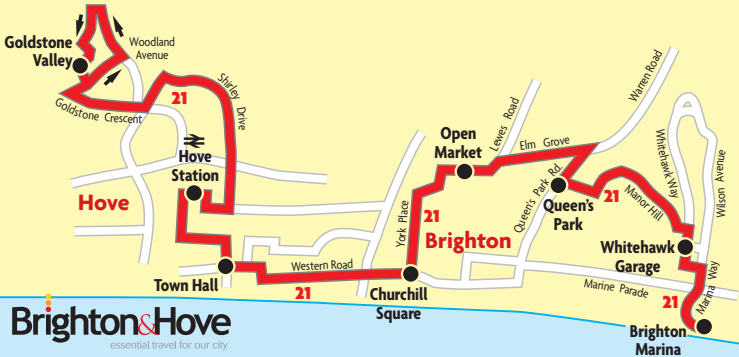 Goldstone
Valley
Woodland
Avenue
21
Shirley Drive
Goldstone Crescent
Hove
Station
Hove
Town Hall
Western Road
21
York Place
21
Brighton
Churchill
Square
Open
Market
Lewes Road
Elm Grove
Warren Road
Queen's Park Rd
Queen's
Park
21
Manor Hill
Whitehawk Way
Wilson Avenue
Whitehawk
Garage
Marine Parade
21
Marina Way
Brighton
Marina
Brighton&Hove
essential travel for our city